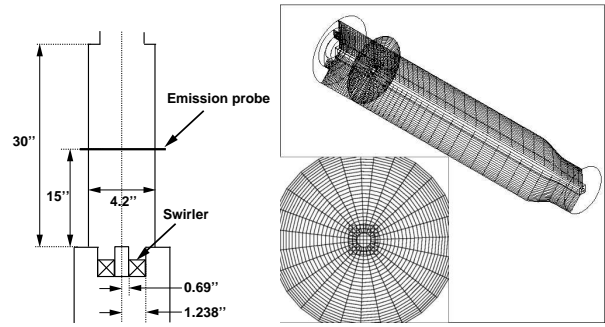 Emission probe
30’’
15’’
4.2’’
Swirler
0.69’’
1.238’’